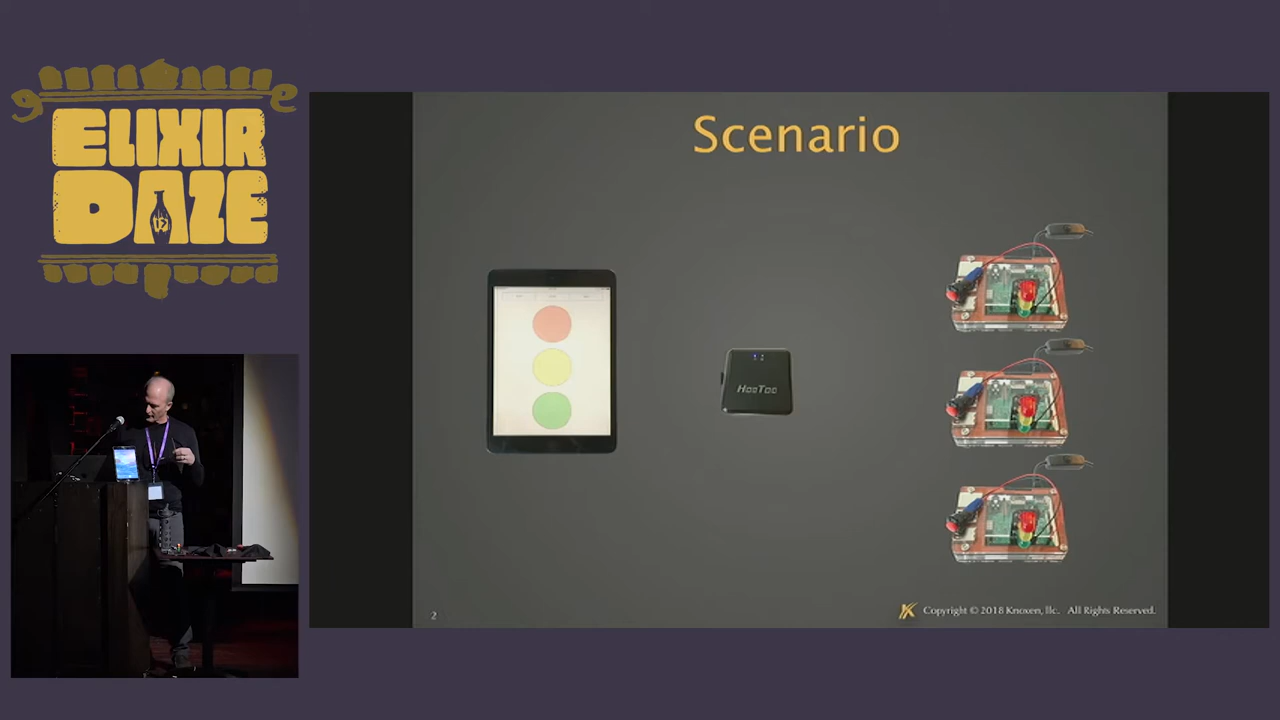 ELIXIR
DAZE
Scenario
HooToo
2
Copyright © 2018 Knoxen, llc. All Rights Reserved.